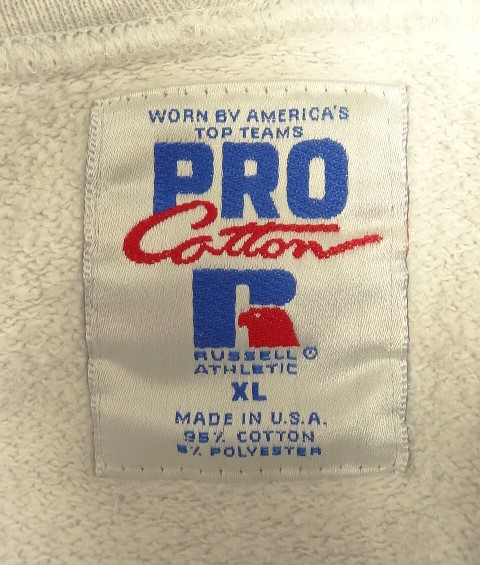 WORN BY AMERICA'S
TOP TEAMS
PRO
Cotton
R
RUSSELL ®
ATHLETIC
XL
MADE IN U.S.A.
95% COTTON
5% POLYESTER